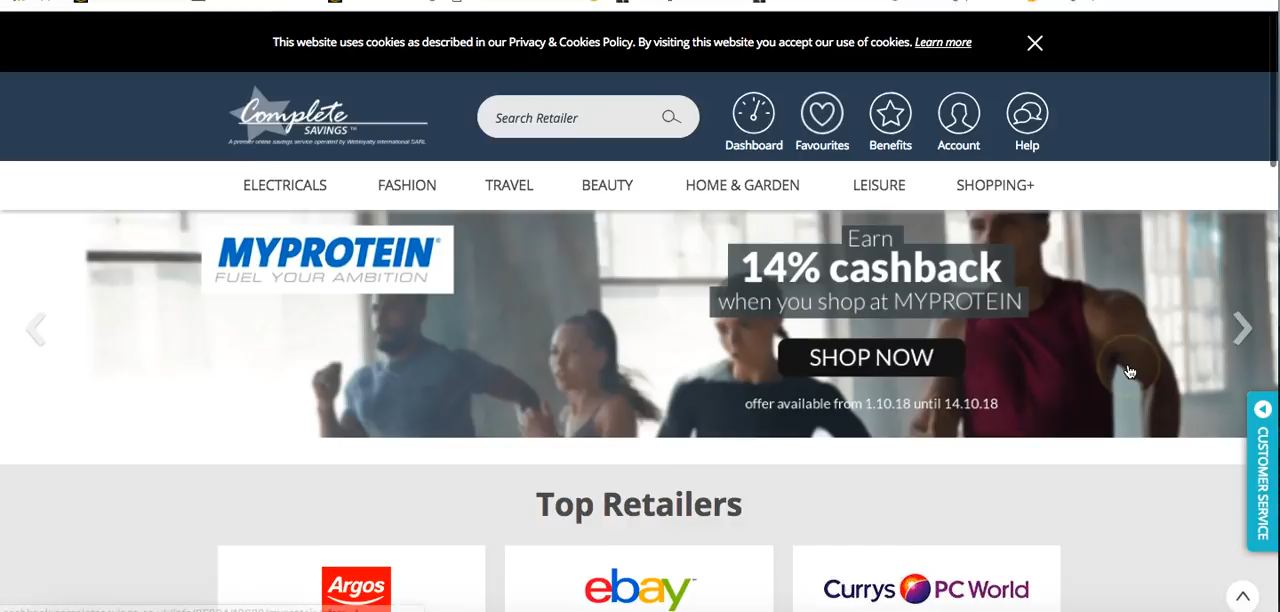 This website uses cookies as described in our Privacy & Cookies Policy. By visiting this website you accept our use of cookies. Learn more
Complete
SAVINGS™
A premier online savings service operated by Webloyalty International SARL
Search Retailer
Dashboard
Favourites
Benefits
Account
Help
ELECTRICALS
FASHION
TRAVEL
BEAUTY
HOME & GARDEN
LEISURE
SHOPPING+
MYPROTEIN®
FUEL YOUR AMBITION
Earn
14% cashback
when you shop at MYPROTEIN
SHOP NOW
offer available from 1.10.18 until 14.10.18
CUSTOMER SERVICE
Top Retailers
Argos
ebay™
Currys PC World